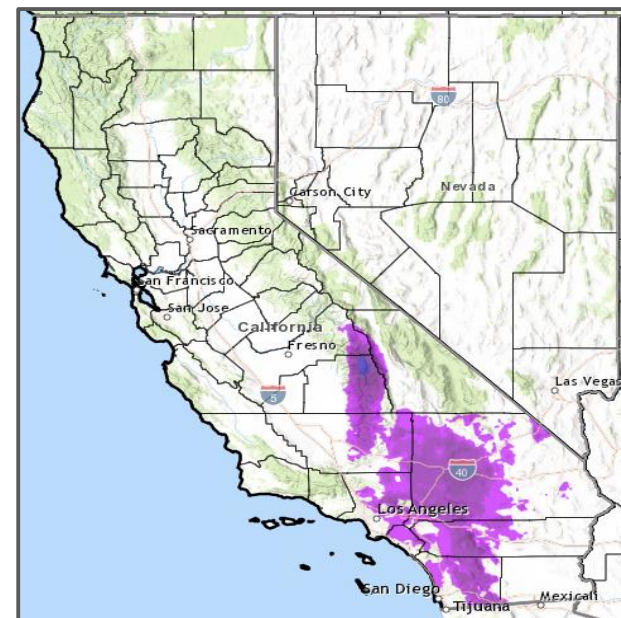 80
Carson City
Nevada
Sacramento
San Francisco
San Jose
California
Fresno
Las Vegas
5
40
Los Angeles
San Diego
Mexicali
Tijuana